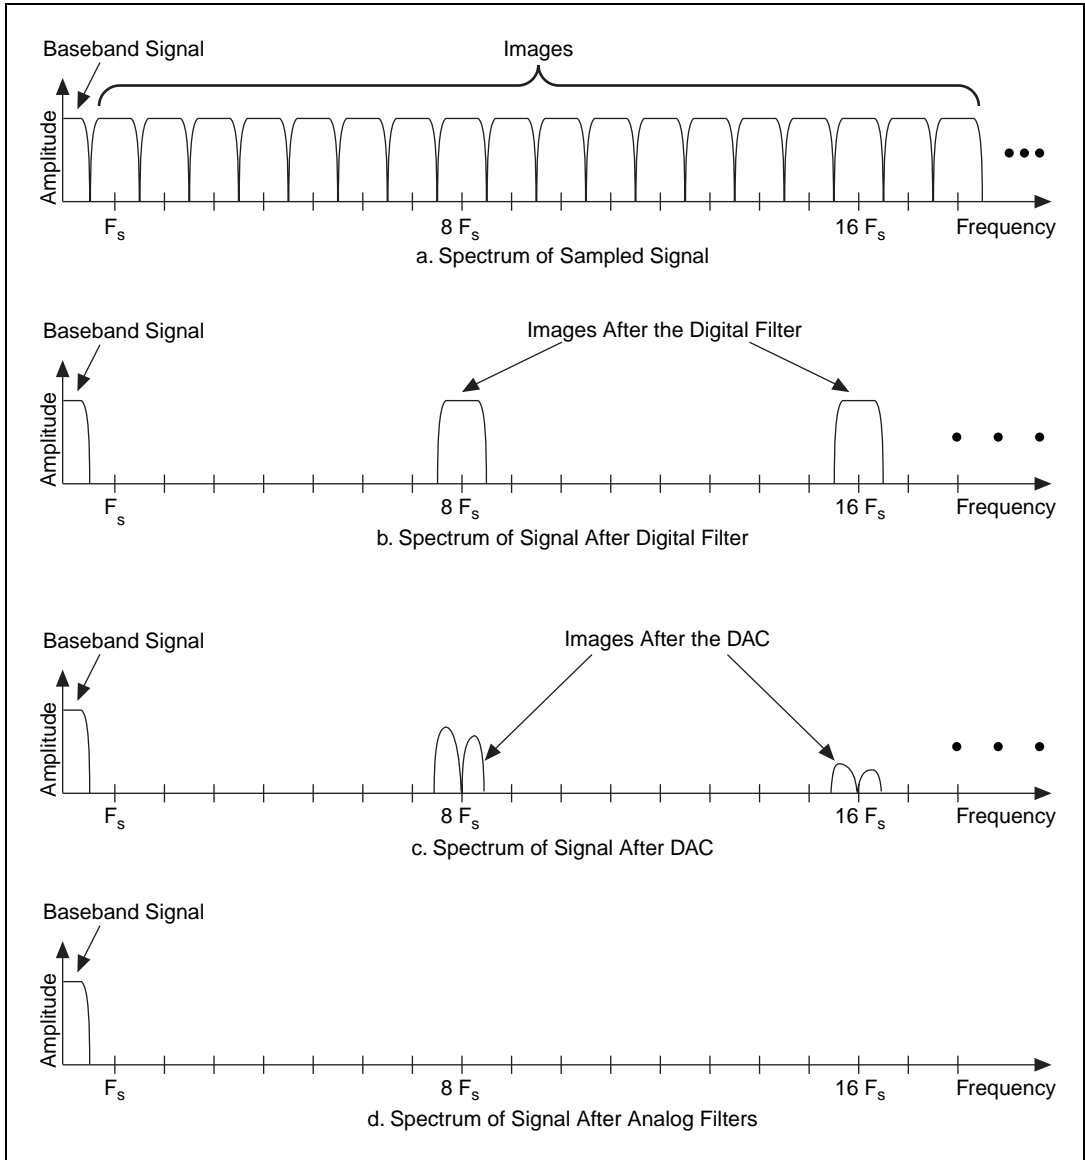 Baseband Signal
Images
Amplitude
Fs
8 Fs
16 Fs
Frequency
a. Spectrum of Sampled Signal
Baseband Signal
Images After the Digital Filter
Amplitude
Fs
8 Fs
16 Fs
Frequency
b. Spectrum of Signal After Digital Filter
Baseband Signal
Images After the DAC
Amplitude
Fs
8 Fs
16 Fs
Frequency
c. Spectrum of Signal After DAC
Baseband Signal
Amplitude
Fs
8 Fs
16 Fs
Frequency
d. Spectrum of Signal After Analog Filters